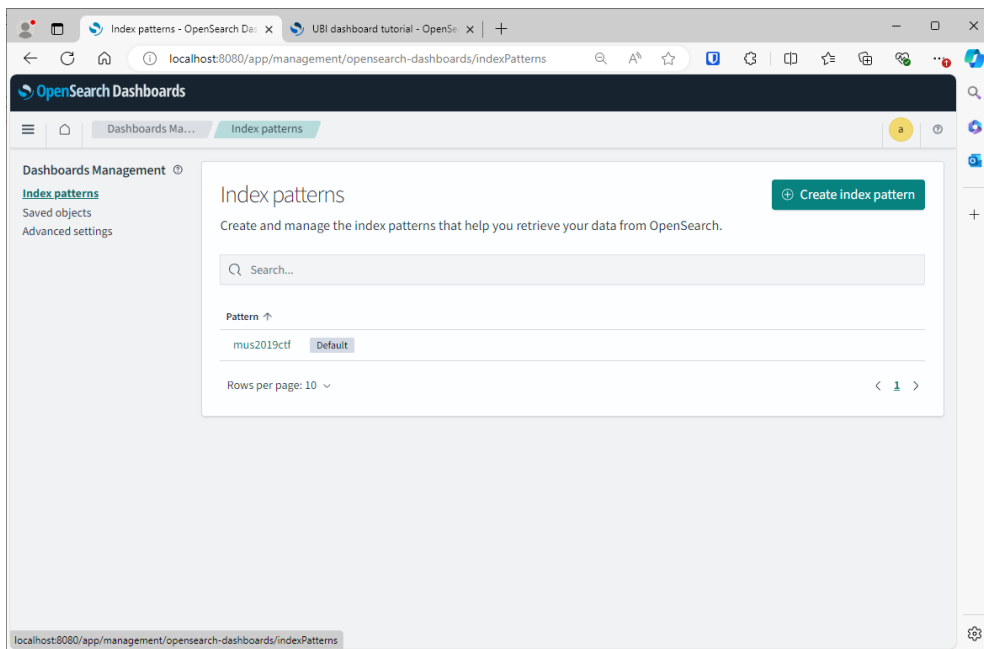 Index patterns - OpenSearch Das
UBI dashboard tutorial - OpenSe
localhost:8080/app/management/opensearch-dashboards/indexPatterns
OpenSearch Dashboards
Dashboards Ma...
Index patterns
a
Dashboards Management
Index patterns
Saved objects
Advanced settings
Index patterns
Create index pattern
Create and manage the index patterns that help you retrieve your data from OpenSearch.
Search...
Pattern
mus2019ctf
Default
Rows per page: 10
1
localhost:8080/app/management/opensearch-dashboards/indexPatterns